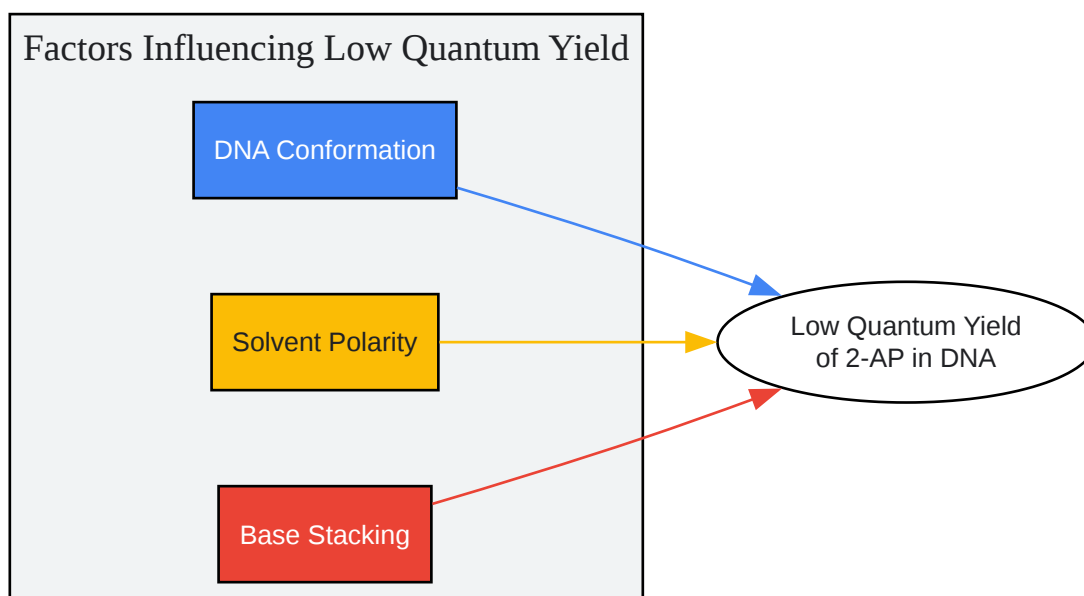 Factors Influencing Low Quantum Yield
DNA Conformation
Solvent Polarity
Base Stacking
Low Quantum Yield
of 2-AP in DNA